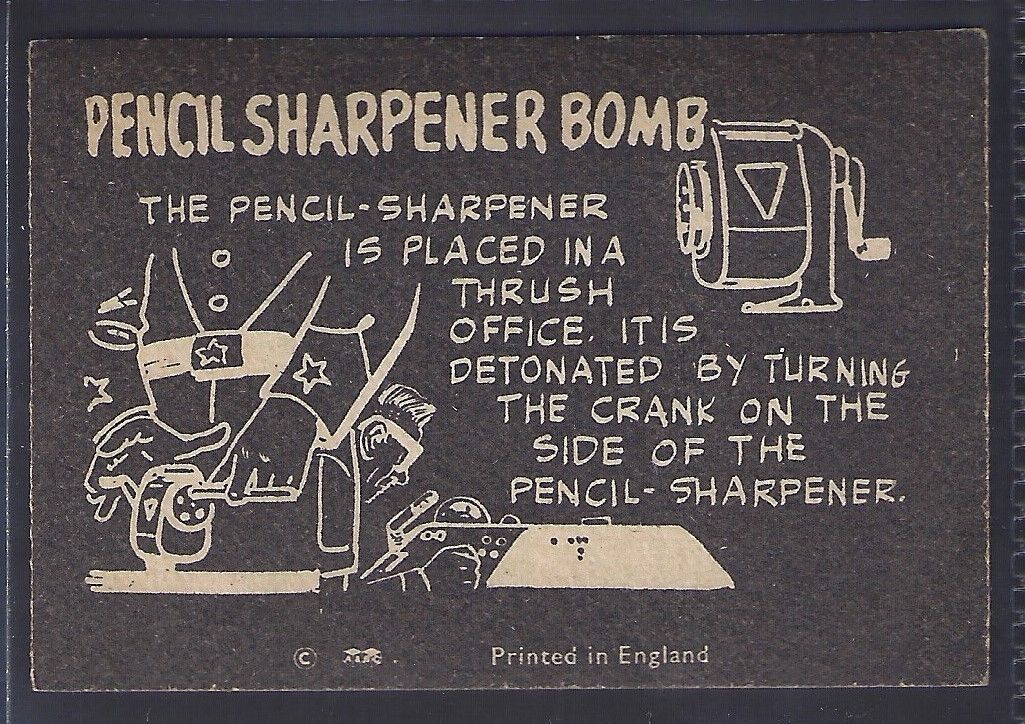 PENCIL SHARPENER BOMB
THE PENCIL-SHARPENER
IS PLACED IN A
THRUSH
OFFICE. IT IS
DETONATED BY TURNING
THE CRANK ON THE
SIDE OF THE
PENCIL-SHARPENER.
© A&BC.
Printed in England